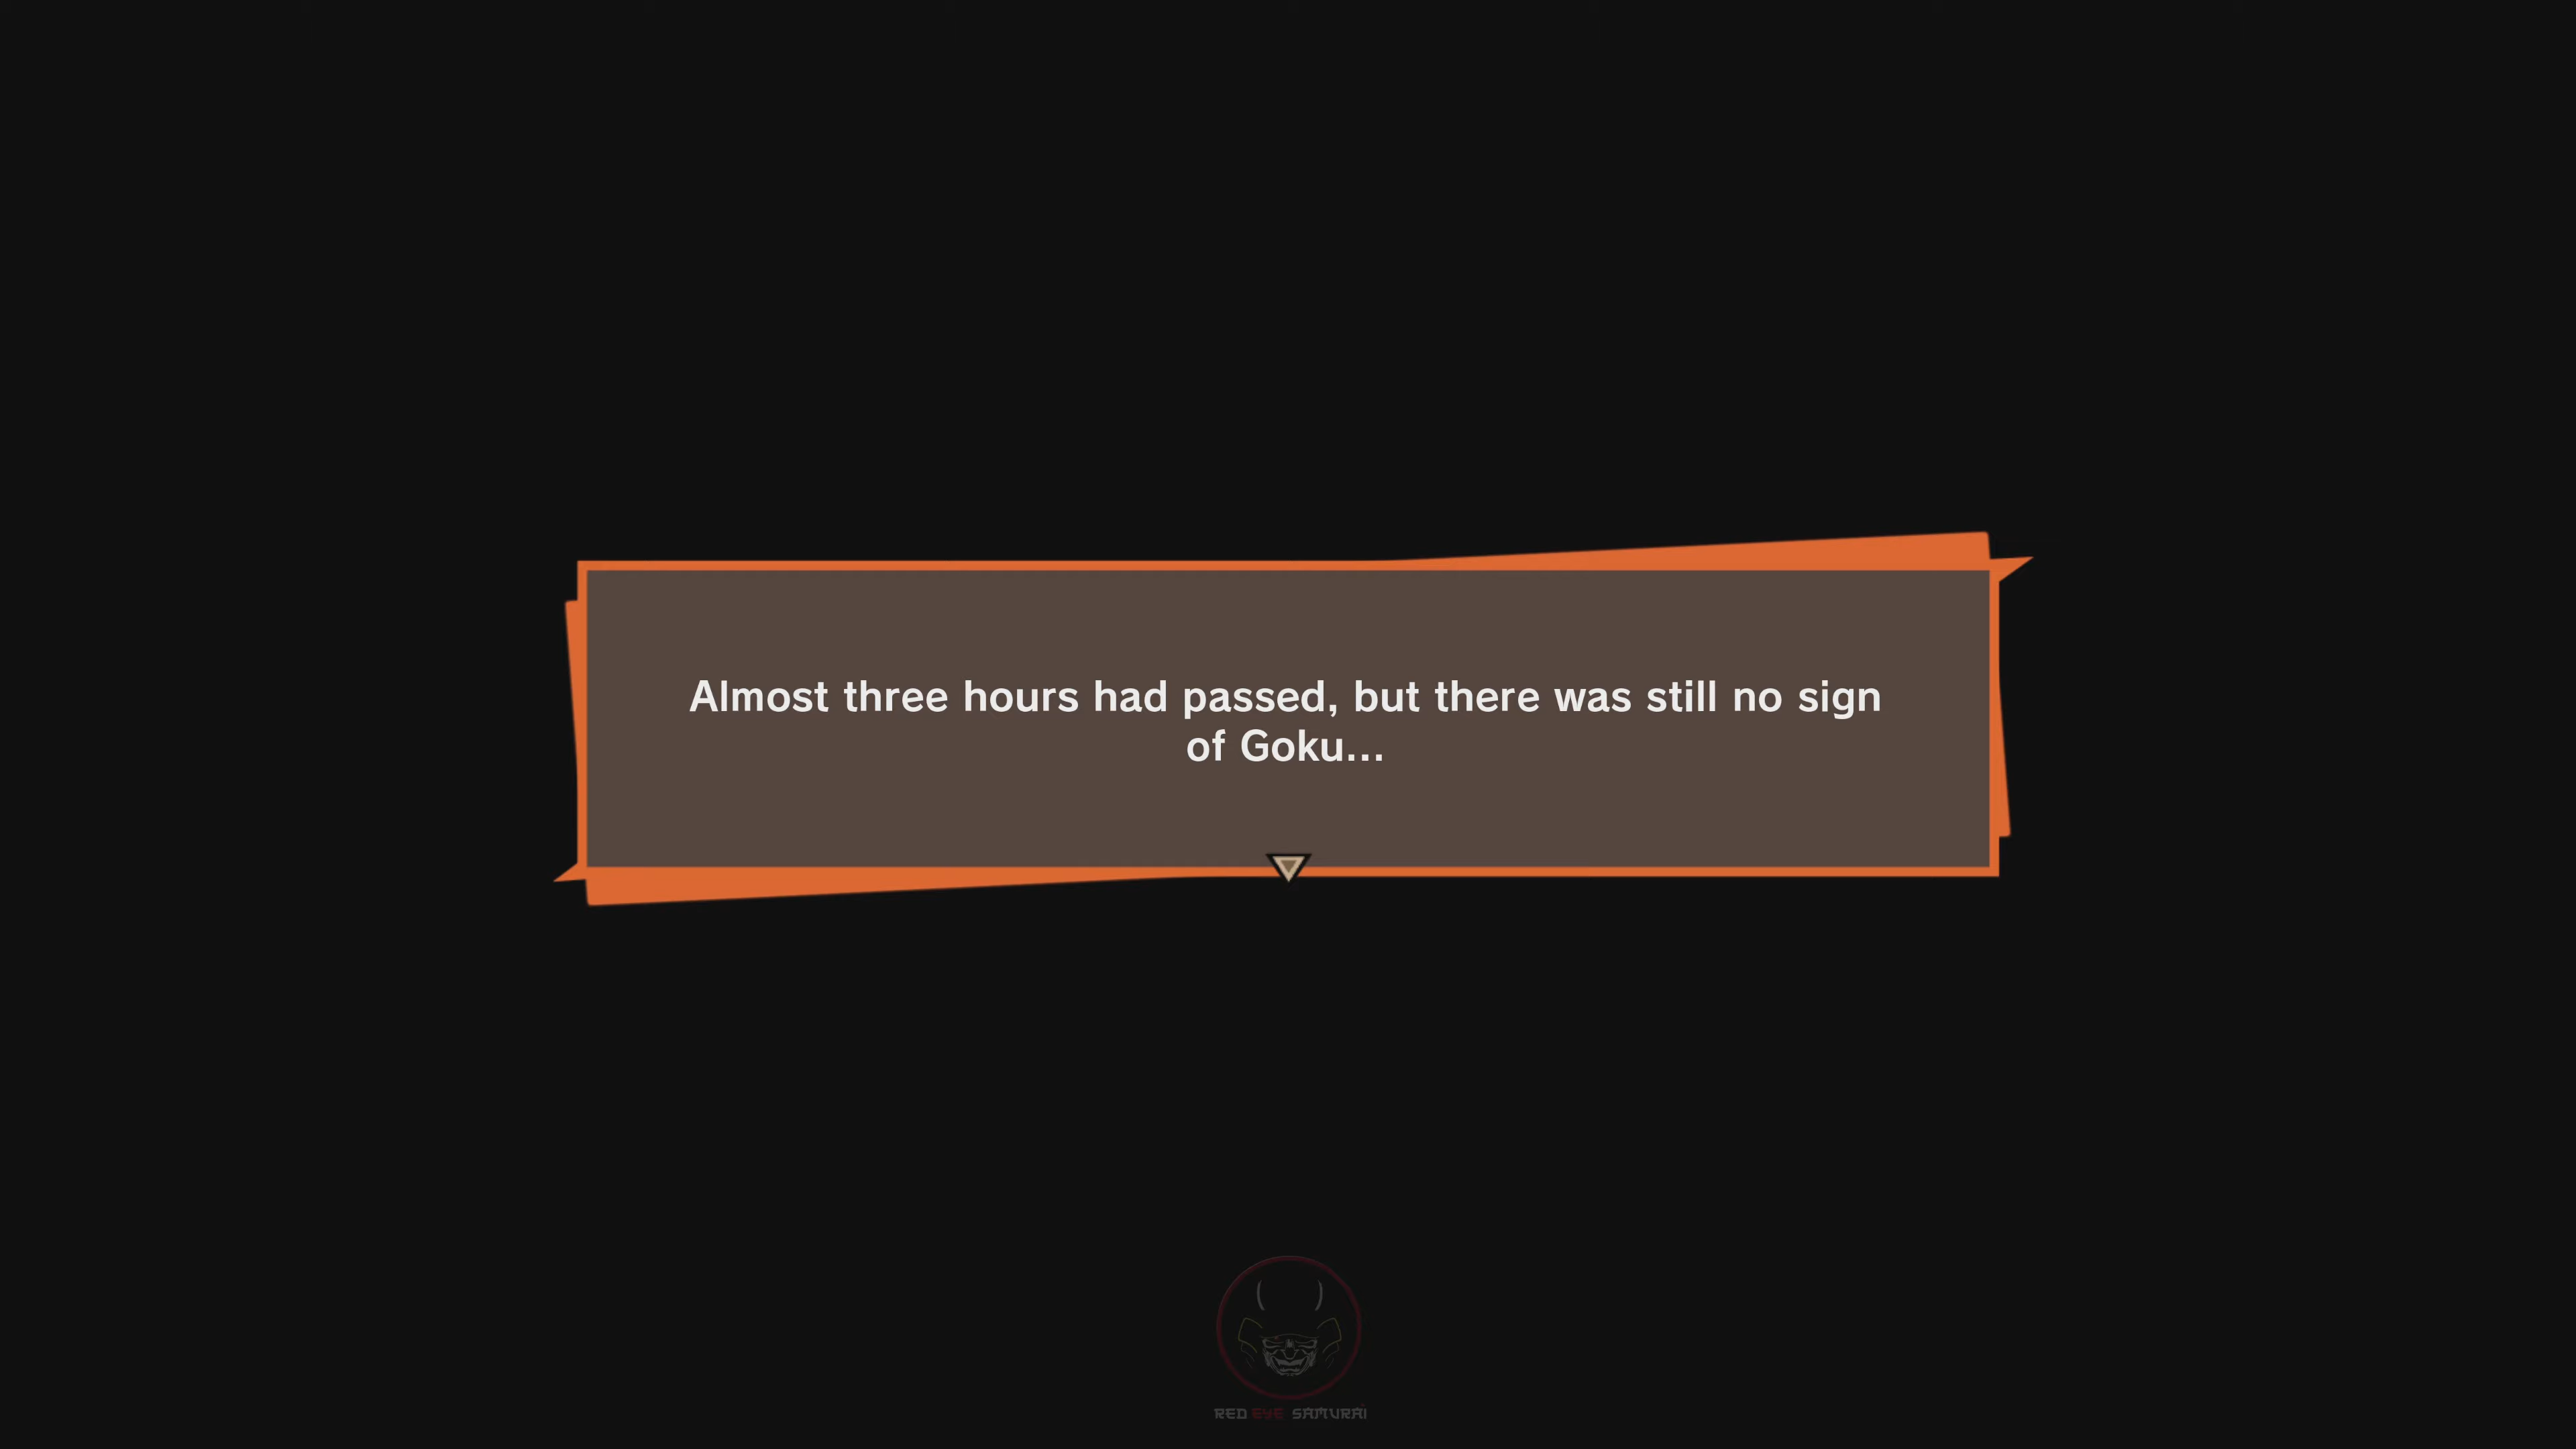 Almost three hours had passed, but there was still no sign
of Goku...
RED EYE SAMURAI